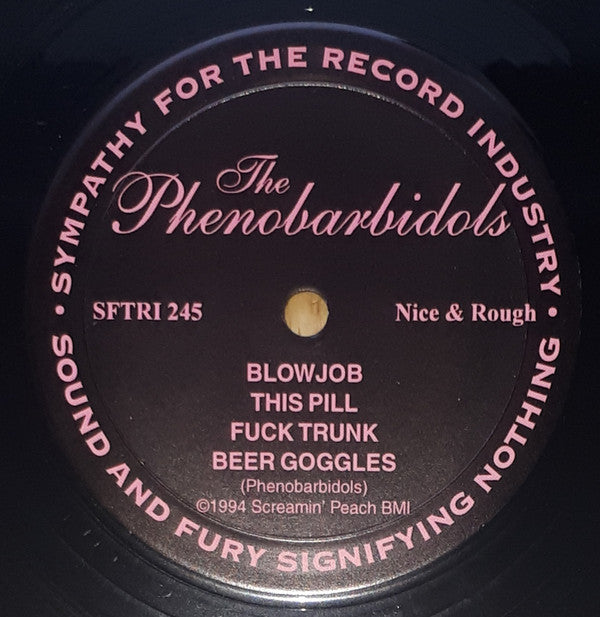 SYMPATHY FOR THE RECORD INDUSTRY •
SOUND AND FURY SIGNIFYING NOTHING •
The
Phenobarbidols
SFTRI 245
Nice & Rough
BLOWJOB
THIS PILL
FUCK TRUNK
BEER GOGGLES
(Phenobarbidols)
©1994 Screamin' Peach BMI